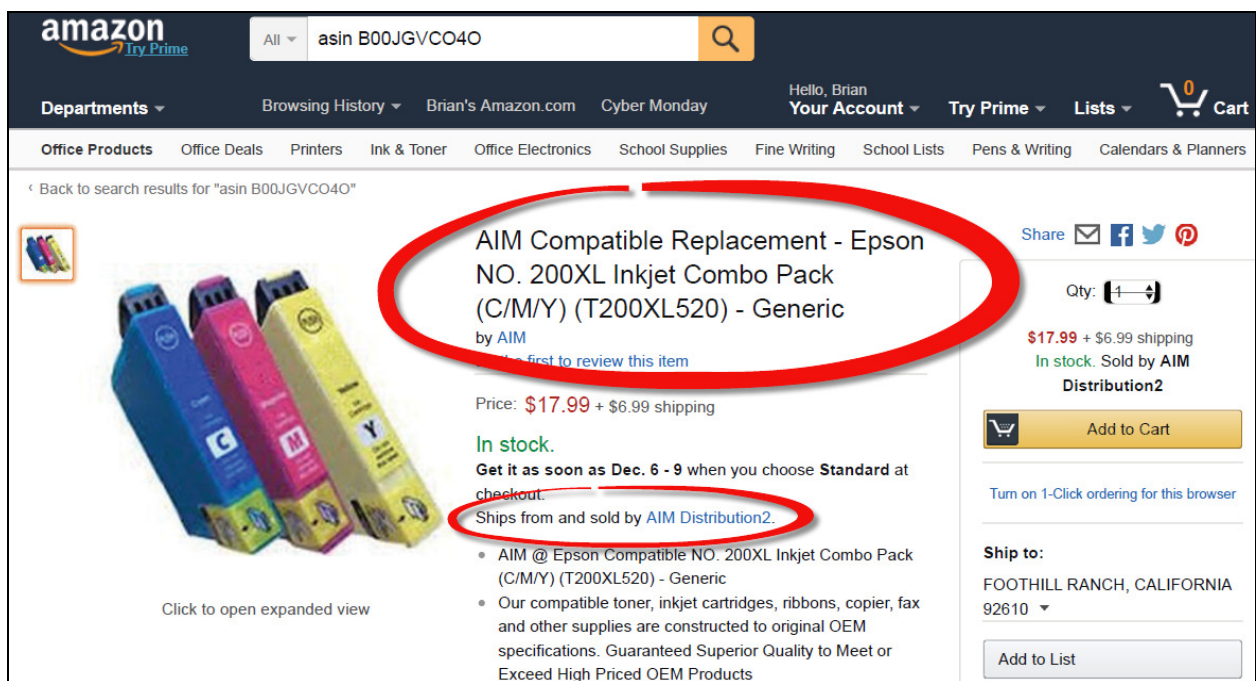 amazon
Try Prime
All asin B00JGVCO4O
Hello, Brian
Departments Browsing History Brian's Amazon.com Cyber Monday Your Account Try Prime Lists 0 Cart
Office Products Office Deals Printers Ink & Toner Office Electronics School Supplies Fine Writing School Lists Pens & Writing Calendars & Planners
‹ Back to search results for "asin B00JGVCO4O"
AIM Compatible Replacement - Epson
NO. 200XL Inkjet Combo Pack
(C/M/Y) (T200XL520) - Generic
by AIM
the first to review this item
Price: $17.99 + $6.99 shipping
In stock.
Get it as soon as Dec. 6 - 9 when you choose Standard at
checkout.
Ships from and sold by AIM Distribution2.
• AIM @ Epson Compatible NO. 200XL Inkjet Combo Pack
(C/M/Y) (T200XL520) - Generic
• Our compatible toner, inkjet cartridges, ribbons, copier, fax
and other supplies are constructed to original OEM
specifications. Guaranteed Superior Quality to Meet or
Exceed High Priced OEM Products
Cyan
C
M
Yellow
Y
Click to open expanded view
Share
Qty: 1
$17.99 + $6.99 shipping
In stock. Sold by AIM
Distribution2
Add to Cart
Turn on 1-Click ordering for this browser
Ship to:
FOOTHILL RANCH, CALIFORNIA
92610
Add to List